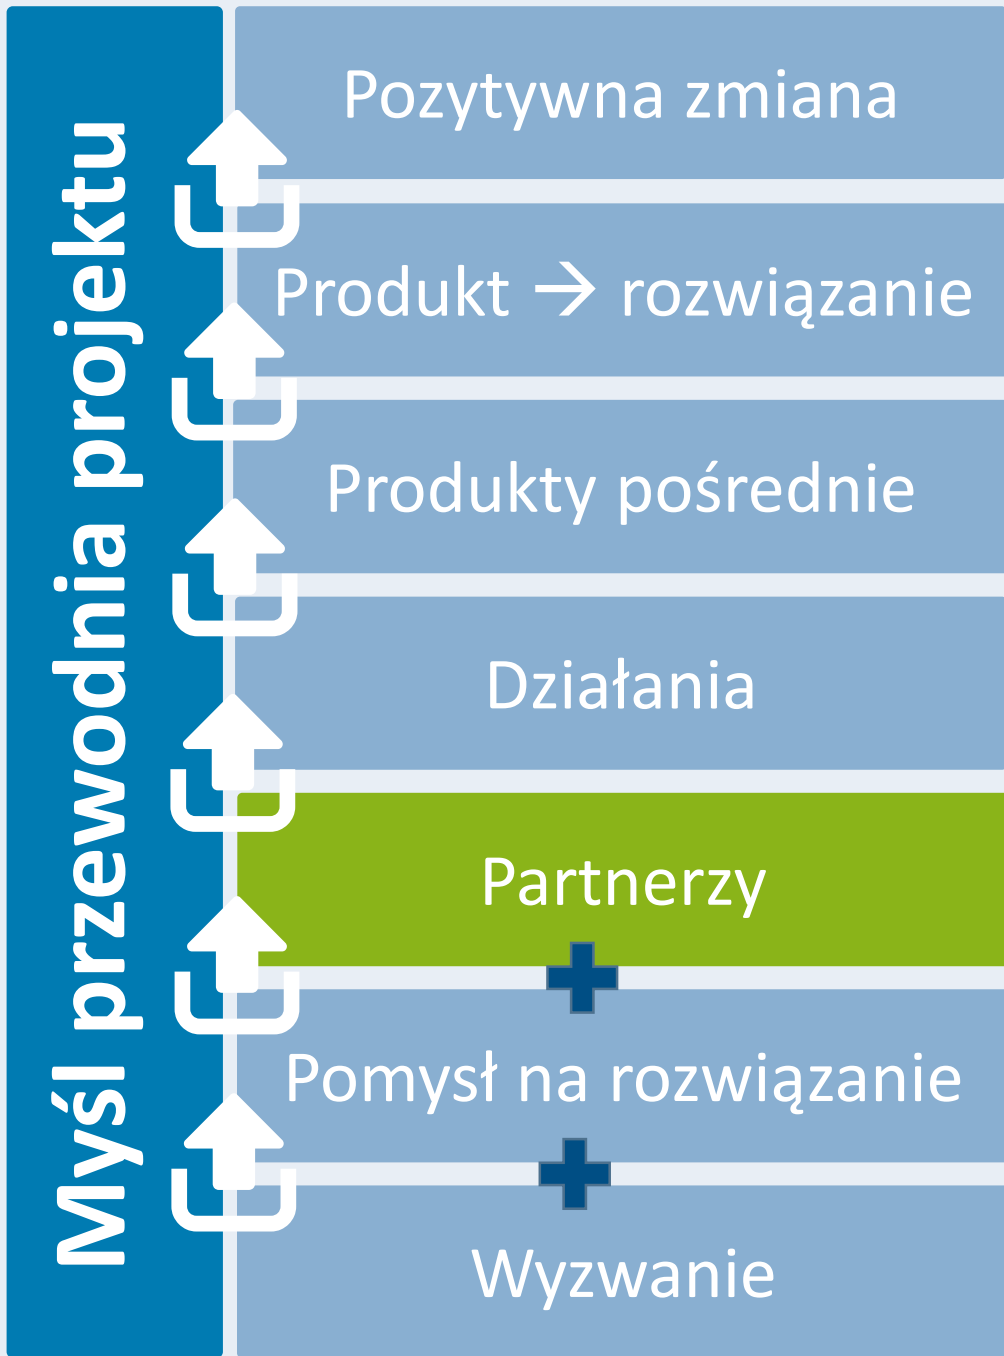 Myśl przewodnia projektu
Pozytywna zmiana
Produkt → rozwiązanie
Produkty pośrednie
Działania
Partnerzy
Pomysł na rozwiązanie
Wyzwanie